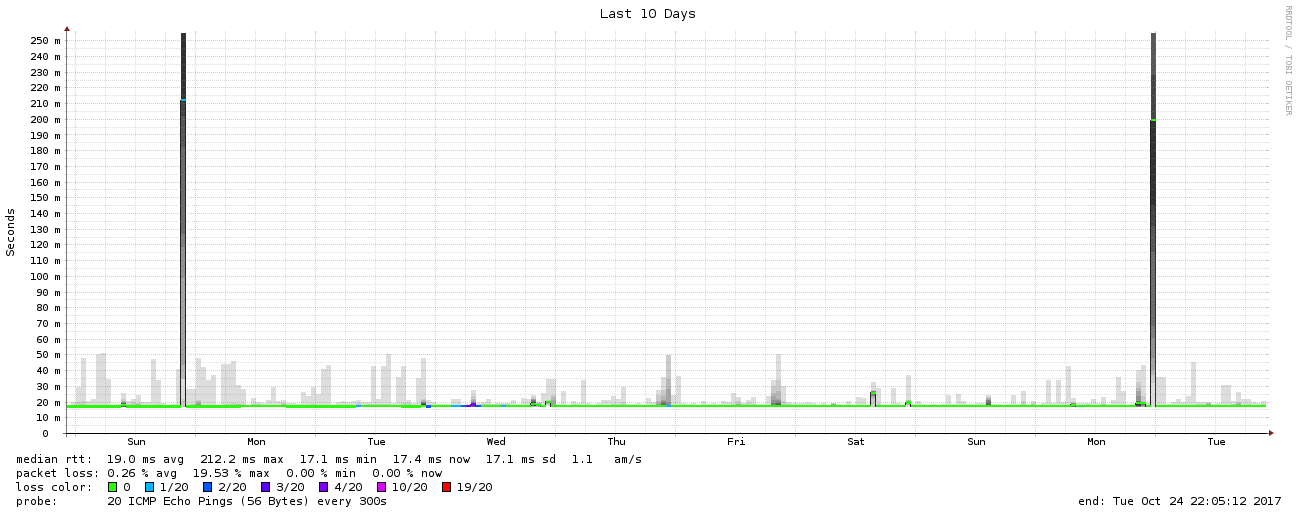 Last 10 Days
RRDTOOL / TOBI OETIKER
Seconds
250 m
240 m
230 m
220 m
210 m
200 m
190 m
180 m
170 m
160 m
150 m
140 m
130 m
120 m
110 m
100 m
90 m
80 m
70 m
60 m
50 m
40 m
30 m
20 m
10 m
0
Sun Mon Tue Wed Thu Fri Sat Sun Mon Tue
median rtt: 19.0 ms avg 212.2 ms max 17.1 ms min 17.4 ms now 17.1 ms sd 1.1 am/s
packet loss: 0.26 % avg 19.53 % max 0.00 % min 0.00 % now
loss color: 0 1/20 2/20 3/20 4/20 10/20 19/20
probe: 20 ICMP Echo Pings (56 Bytes) every 300s end: Tue Oct 24 22:05:12 2017